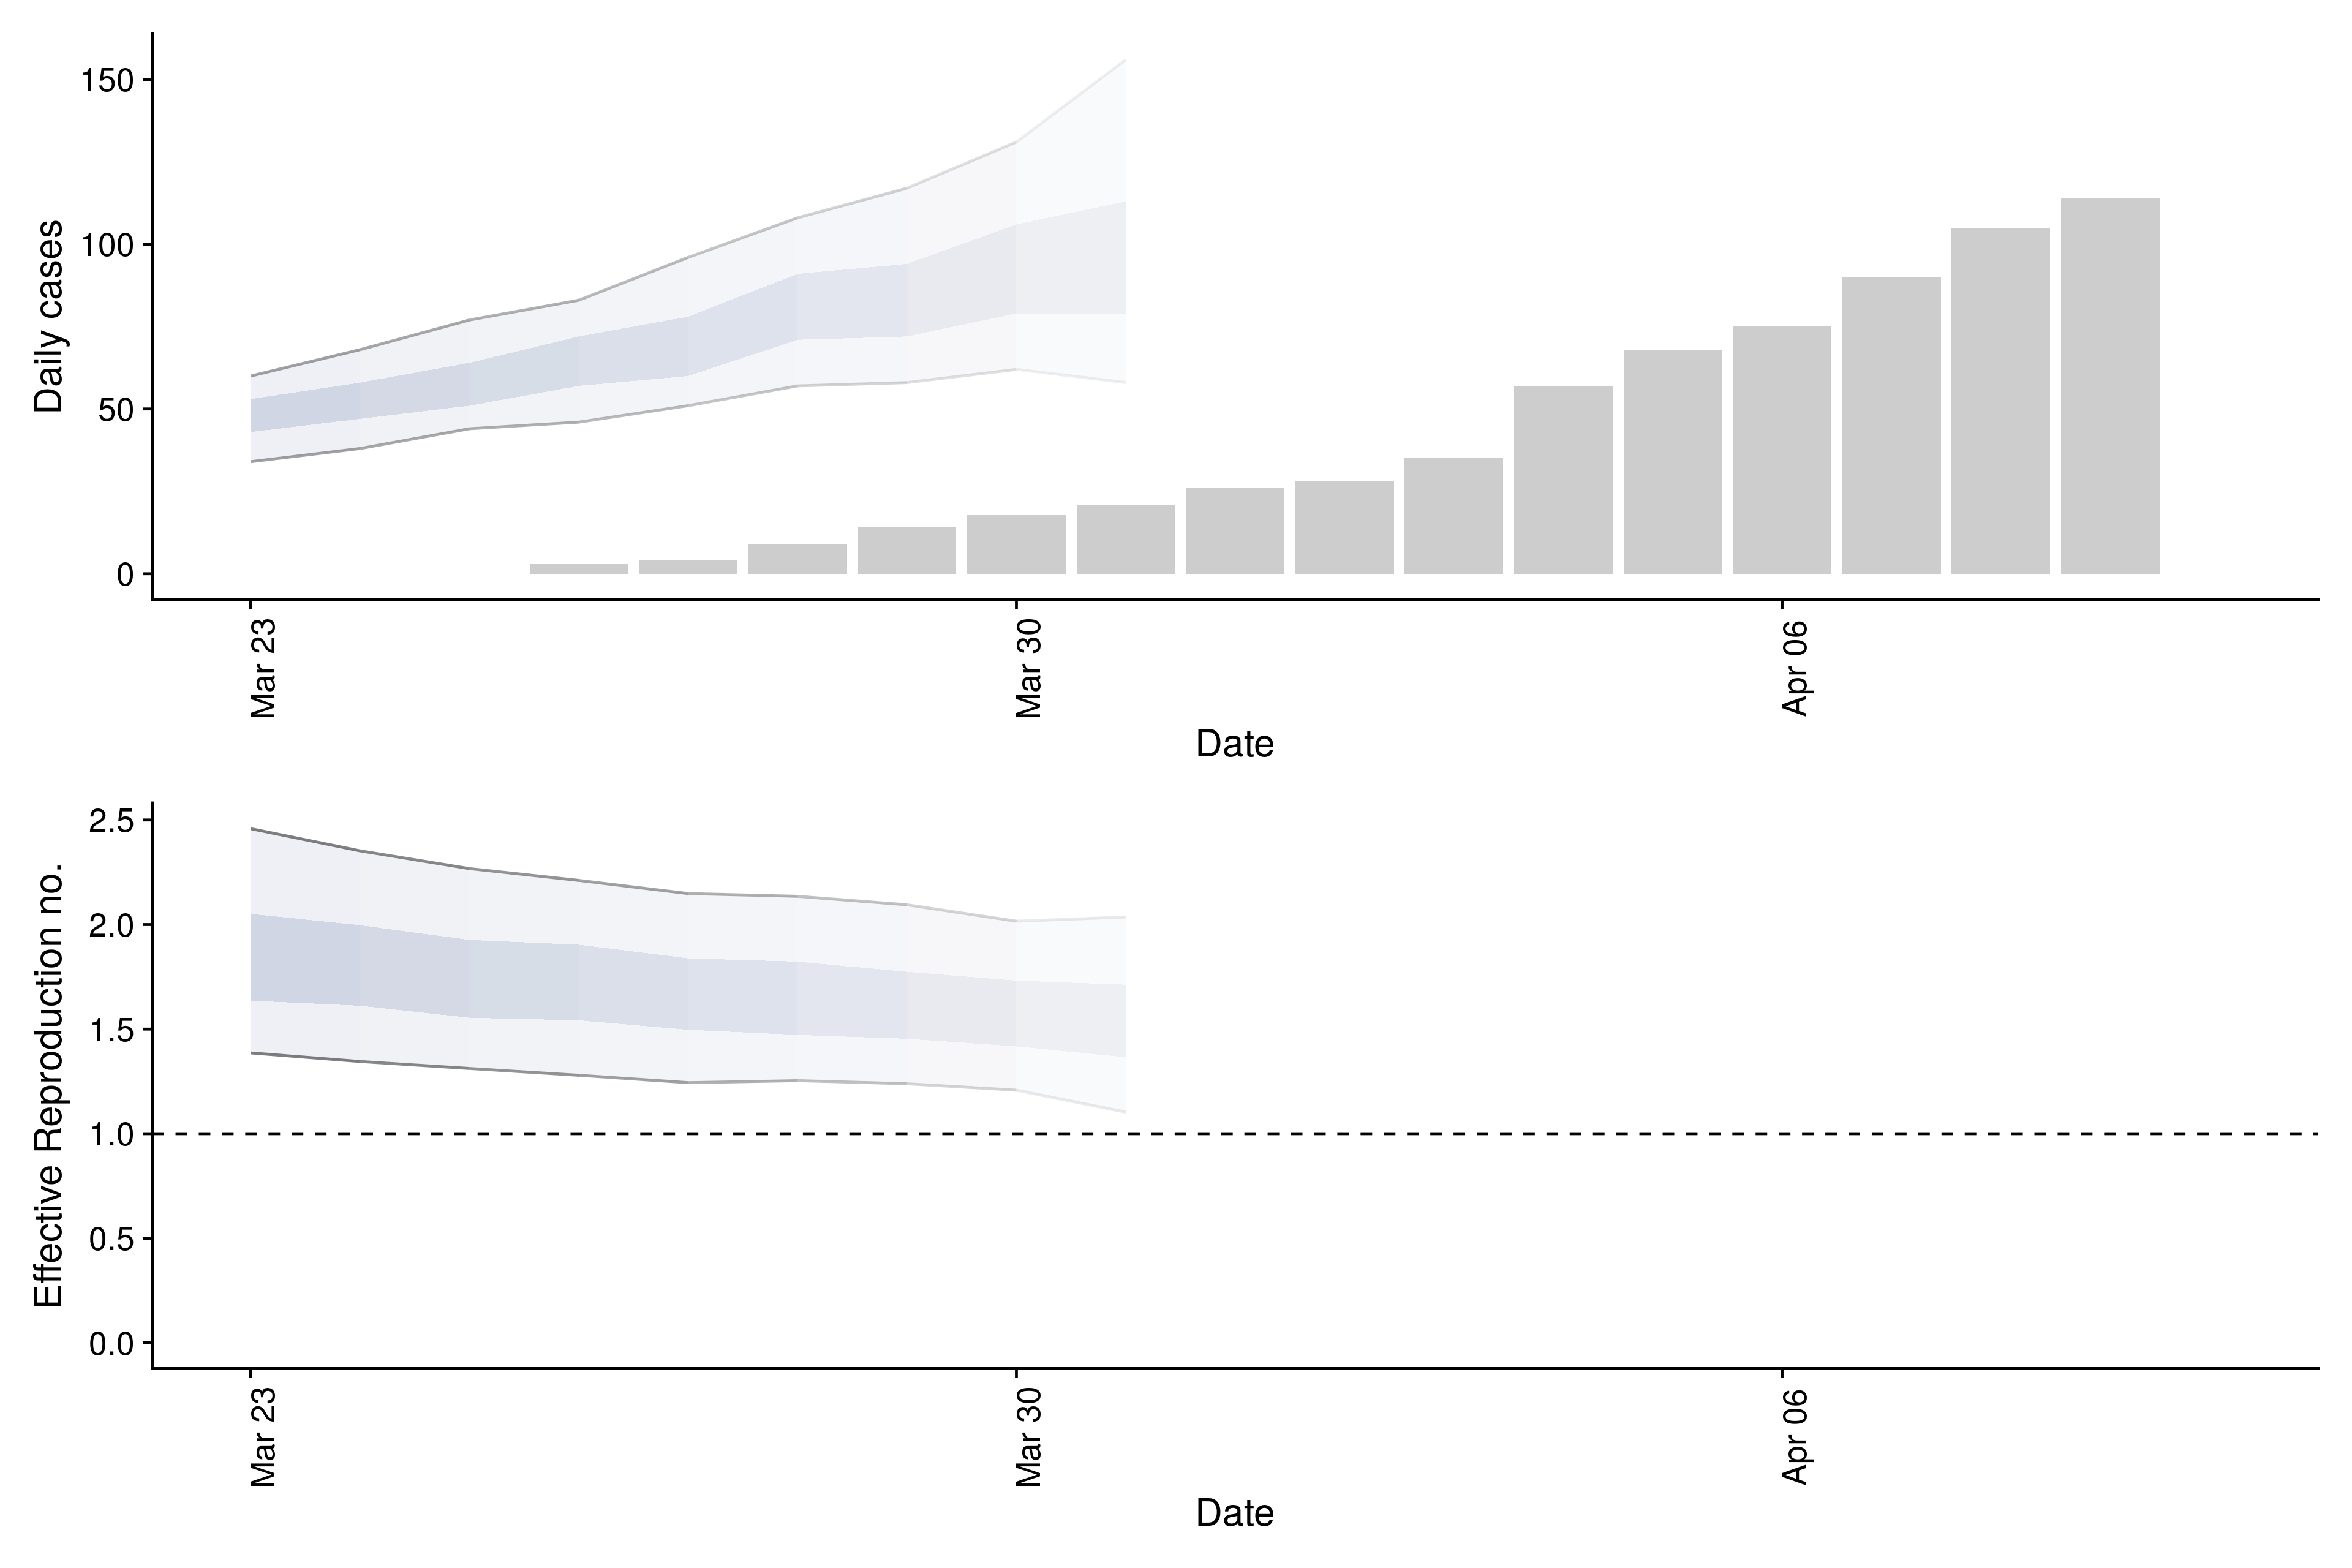 Daily cases
150
100
50
0
Mar 23
Mar 30
Apr 06
Date
Effective Reproduction no.
2.5
2.0
1.5
1.0
0.5
0.0
Mar 23
Mar 30
Apr 06
Date